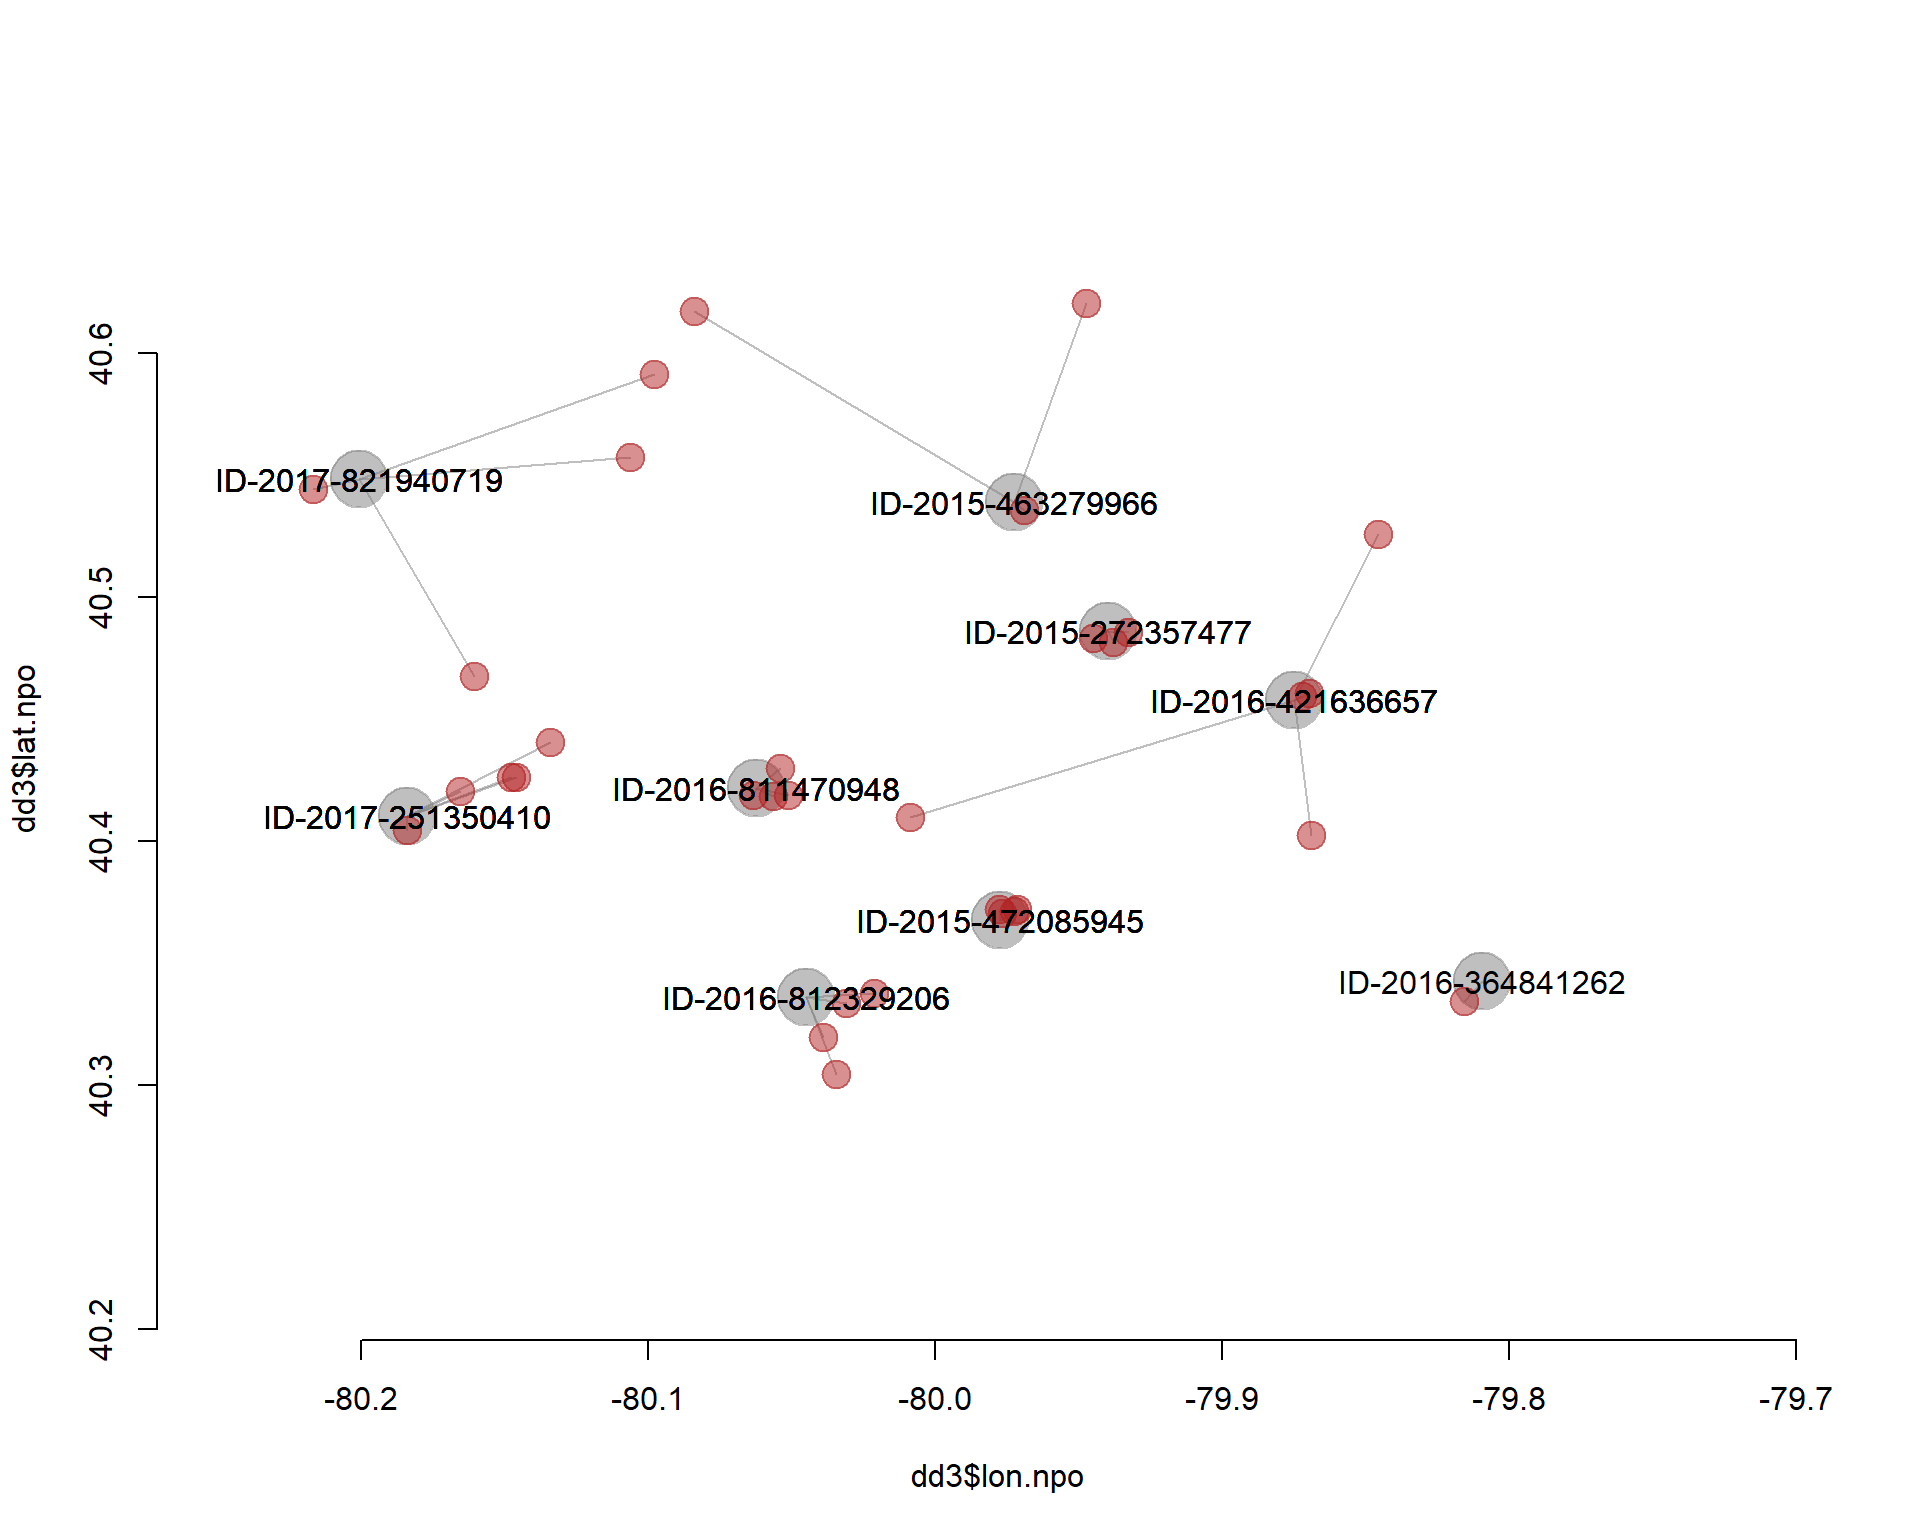 40.6
40.5
40.4
40.3
40.2
dd3$lat.npo
ID-2017-821940719
ID-2015-463279966
ID-2015-272357477
ID-2016-421636657
ID-2016-811470948
ID-2017-251350410
ID-2015-472085945
ID-2016-364841262
ID-2016-812329206
-80.2 -80.1 -80.0 -79.9 -79.8 -79.7
dd3$lon.npo